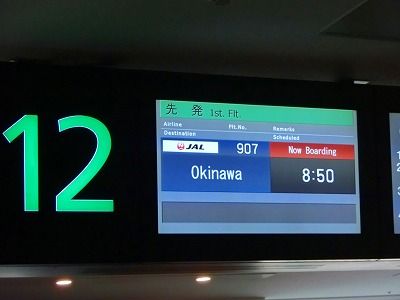 12
先 発 1st. Flt.
Airline Flt.No. Remarks
Destination Scheduled
JAL 907 Now Boarding
Okinawa 8:50